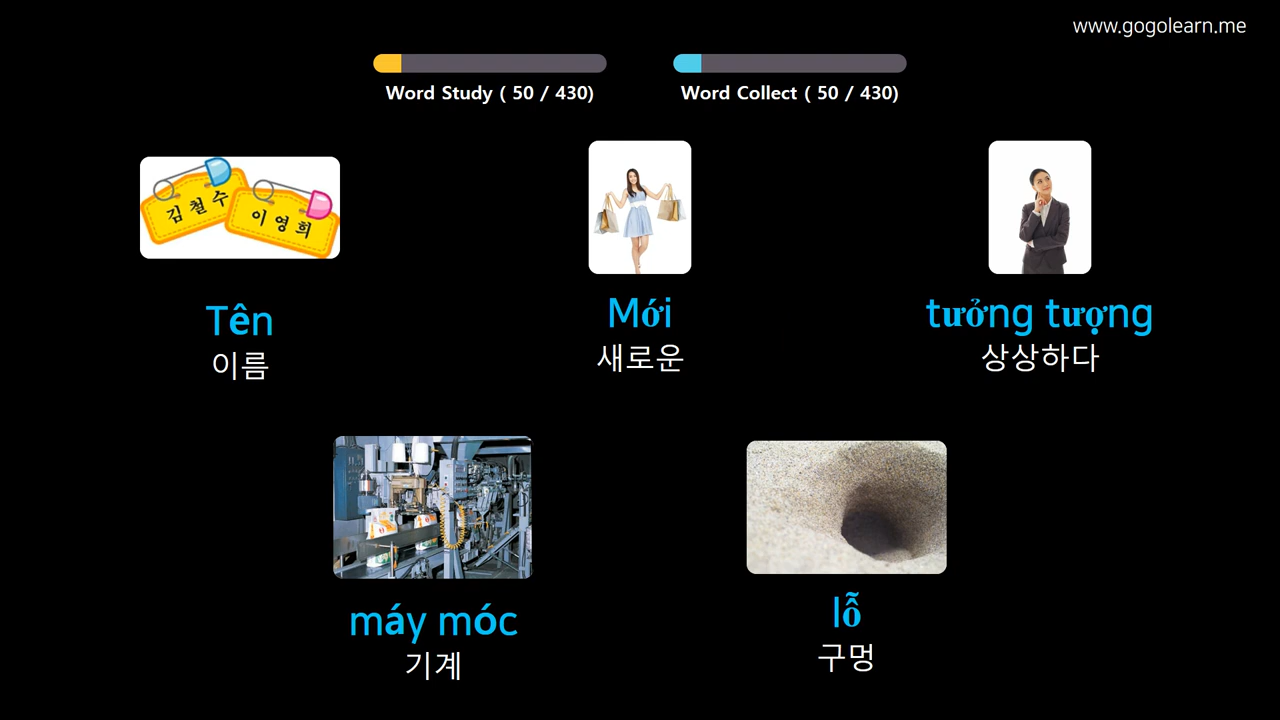 www.gogolearn.me
Word Study ( 50 / 430)
Word Collect ( 50 / 430)
김철수
이영희
Tên
이름
Mới
새로운
tưởng tượng
상상하다
máy móc
기계
lỗ
구멍